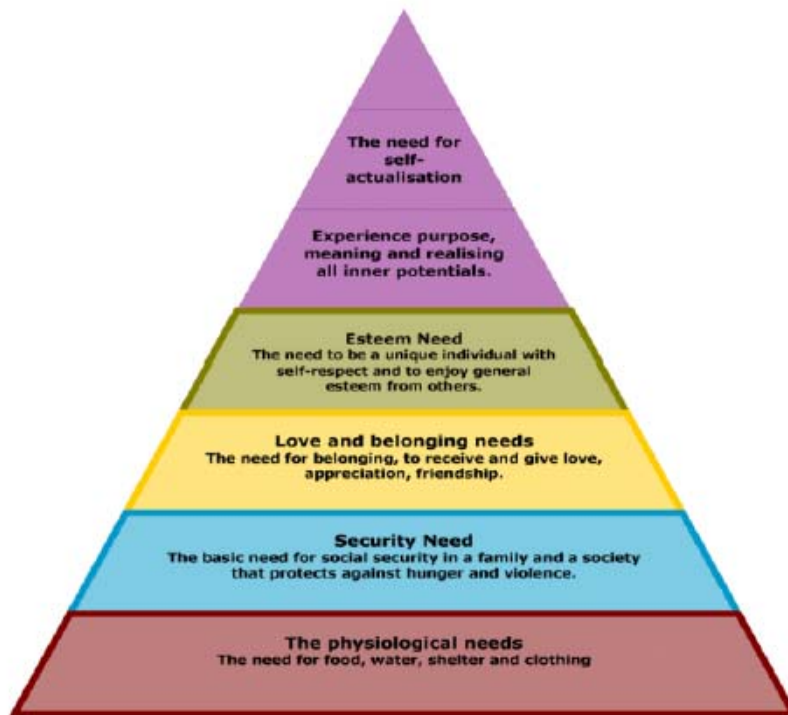 The need for
self-
actualisation
Experience purpose,
meaning and realising
all inner potentials.
Esteem Need
The need to be a unique individual with
self-respect and to enjoy general
esteem from others.
Love and belonging needs
The need for belonging, to receive and give love,
appreciation, friendship.
Security Need
The basic need for social security in a family and a society
that protects against hunger and violence.
The physiological needs
The need for food, water, shelter and clothing